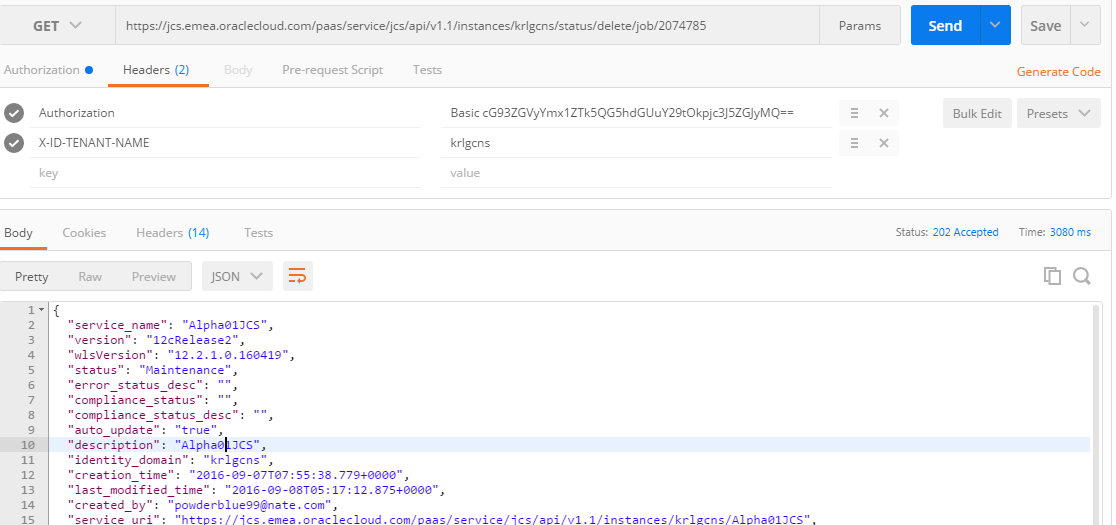 GET https://jcs.emea.oraclecloud.com/paas/service/jcs/api/v1.1/instances/krlgcns/status/delete/job/2074785 Params Send Save
Authorization Headers (2) Body Pre-request Script Tests Generate Code
Authorization Basic cG93ZGVyYmx1ZTk5QG5hdGUuY29tOkpjc3J5ZGJyMQ== Bulk Edit Presets
X-ID-TENANT-NAME krlgcns
key value
Body Cookies Headers (14) Tests Status: 202 Accepted Time: 3080 ms
Pretty Raw Preview JSON
1 {
2 "service_name": "Alpha01JCS",
3 "version": "12cRelease2",
4 "wlsVersion": "12.2.1.0.160419",
5 "status": "Maintenance",
6 "error_status_desc": "",
7 "compliance_status": "",
8 "compliance_status_desc": "",
9 "auto_update": "true",
10 "description": "Alpha01JCS",
11 "identity_domain": "krlgcns",
12 "creation_time": "2016-09-07T07:55:38.779+0000",
13 "last_modified_time": "2016-09-08T05:17:12.875+0000",
14 "created_by": "powderblue99@nate.com",
15 "service_uri": "https://jcs.emea.oraclecloud.com/paas/service/jcs/api/v1.1/instances/krlgcns/Alpha01JCS",